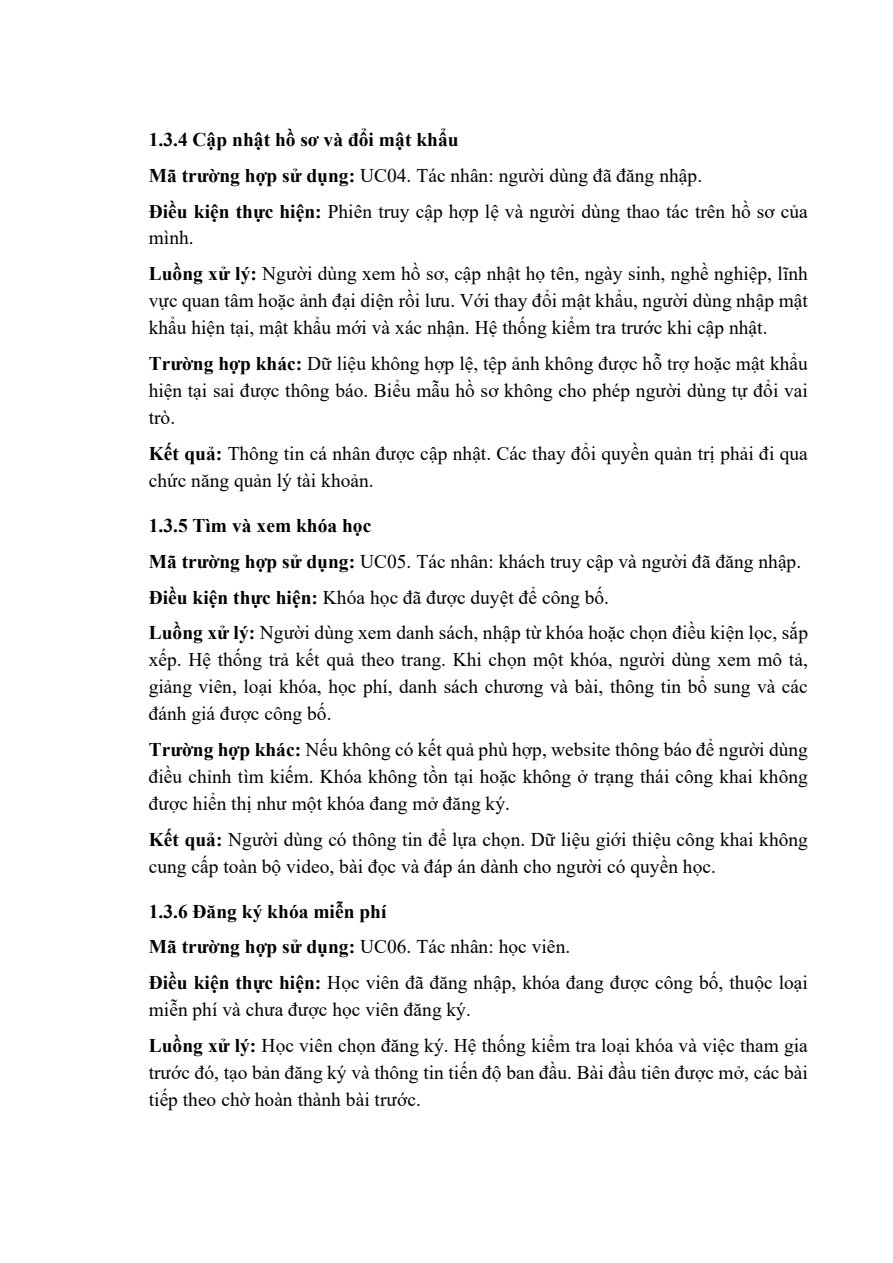 1.3.4 Cập nhật hồ sơ và đổi mật khẩu
Mã trường hợp sử dụng: UC04. Tác nhân: người dùng đã đăng nhập.
Điều kiện thực hiện: Phiên truy cập hợp lệ và người dùng thao tác trên hồ sơ của
mình.
Luồng xử lý: Người dùng xem hồ sơ, cập nhật họ tên, ngày sinh, nghề nghiệp, lĩnh
vực quan tâm hoặc ảnh đại diện rồi lưu. Với thay đổi mật khẩu, người dùng nhập mật
khẩu hiện tại, mật khẩu mới và xác nhận. Hệ thống kiểm tra trước khi cập nhật.
Trường hợp khác: Dữ liệu không hợp lệ, tệp ảnh không được hỗ trợ hoặc mật khẩu
hiện tại sai được thông báo. Biểu mẫu hồ sơ không cho phép người dùng tự đổi vai
trò.
Kết quả: Thông tin cá nhân được cập nhật. Các thay đổi quyền quản trị phải đi qua
chức năng quản lý tài khoản.
1.3.5 Tìm và xem khóa học
Mã trường hợp sử dụng: UC05. Tác nhân: khách truy cập và người đã đăng nhập.
Điều kiện thực hiện: Khóa học đã được duyệt để công bố.
Luồng xử lý: Người dùng xem danh sách, nhập từ khóa hoặc chọn điều kiện lọc, sắp
xếp. Hệ thống trả kết quả theo trang. Khi chọn một khóa, người dùng xem mô tả,
giảng viên, loại khóa, học phí, danh sách chương và bài, thông tin bổ sung và các
đánh giá được công bố.
Trường hợp khác: Nếu không có kết quả phù hợp, website thông báo để người dùng
điều chỉnh tìm kiếm. Khóa không tồn tại hoặc không ở trạng thái công khai không
được hiển thị như một khóa đang mở đăng ký.
Kết quả: Người dùng có thông tin để lựa chọn. Dữ liệu giới thiệu công khai không
cung cấp toàn bộ video, bài đọc và đáp án dành cho người có quyền học.
1.3.6 Đăng ký khóa miễn phí
Mã trường hợp sử dụng: UC06. Tác nhân: học viên.
Điều kiện thực hiện: Học viên đã đăng nhập, khóa đang được công bố, thuộc loại
miễn phí và chưa được học viên đăng ký.
Luồng xử lý: Học viên chọn đăng ký. Hệ thống kiểm tra loại khóa và việc tham gia
trước đó, tạo bản đăng ký và thông tin tiến độ ban đầu. Bài đầu tiên được mở, các bài
tiếp theo chờ hoàn thành bài trước.